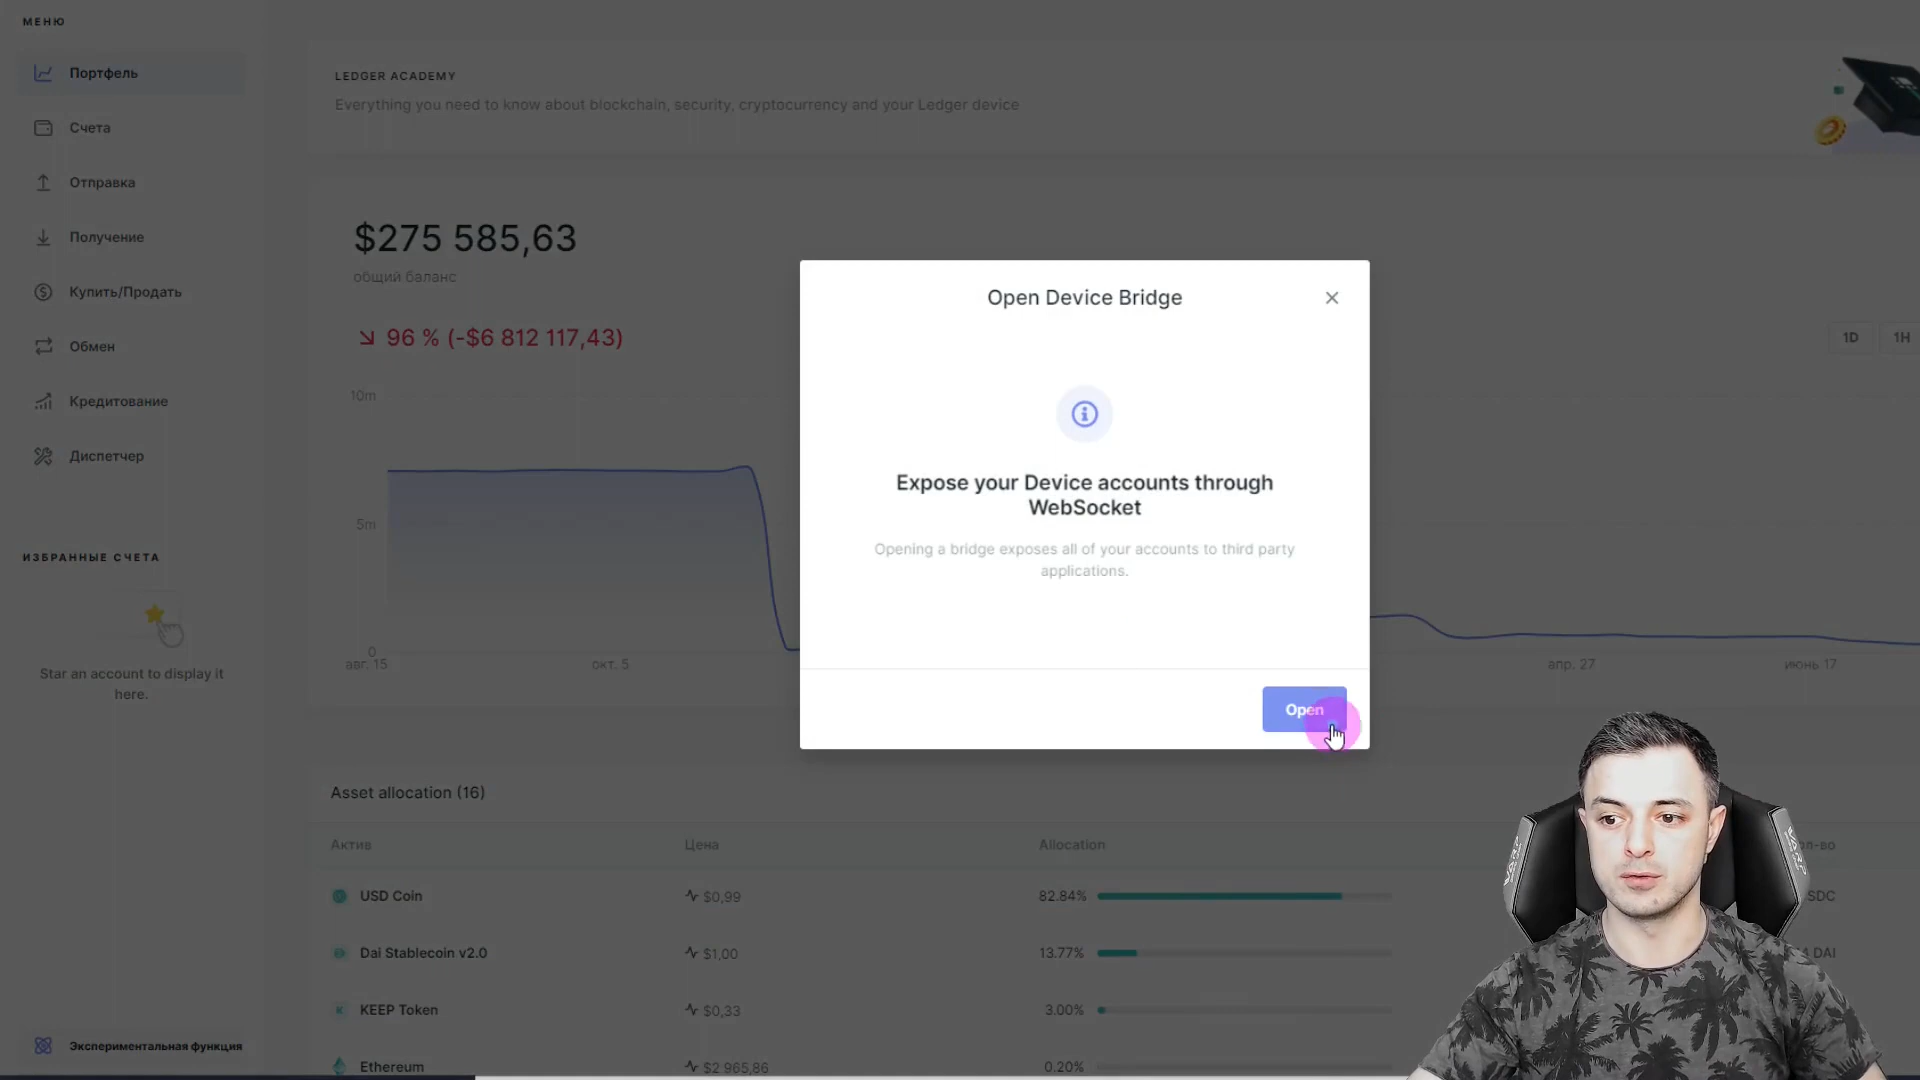 МЕНЮ
Портфель
Счета
Отправка
Получение
Купить/Продать
Обмен
Кредитование
Диспетчер
ИЗБРАННЫЕ СЧЕТА
Star an account to display it
here.
Экспериментальная функция
LEDGER ACADEMY
Everything you need to know about blockchain, security, cryptocurrency and your Ledger device
$275 585,63
общий баланс
96 % (-$6 812 117,43)
1D
1H
10m
5m
0
авг. 15
окт. 5
апр. 27
июнь 17
Open Device Bridge
Expose your Device accounts through
WebSocket
Opening a bridge exposes all of your accounts to third party
applications.
Open
Asset allocation (16)
Актив
Цена
Allocation
USD Coin
$0,99
82.84%
Dai Stablecoin v2.0
$1,00
13.77%
DAI
KEEP Token
$0,33
3.00%
Ethereum
$2 965,86
0.20%